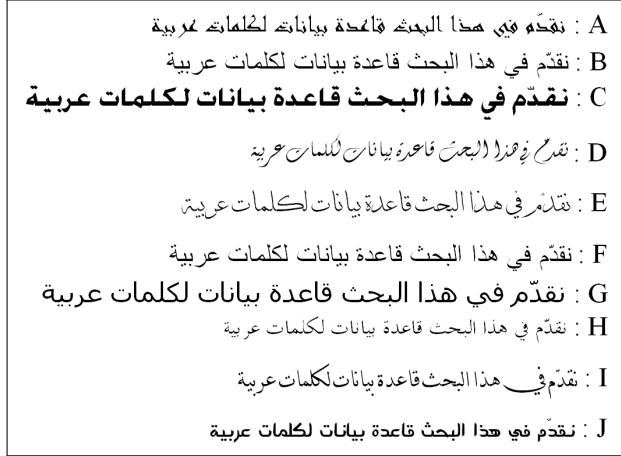 A : نقدّم في هذا البحث قاعدة بيانات لكلمات عربية
B : نقدّم في هذا البحث قاعدة بيانات لكلمات عربية
C : نقدّم في هذا البحث قاعدة بيانات لكلمات عربية
D : نقدّم في هذا البحث قاعدة بيانات لكلمات عربية
E : نقدّم في هذا البحث قاعدة بيانات لكلمات عربية
F : نقدّم في هذا البحث قاعدة بيانات لكلمات عربية
G : نقدّم في هذا البحث قاعدة بيانات لكلمات عربية
H : نقدّم في هذا البحث قاعدة بيانات لكلمات عربية
I : نقدّم في هذا البحث قاعدة بيانات لكلمات عربية
J : نقدّم في هذا البحث قاعدة بيانات لكلمات عربية